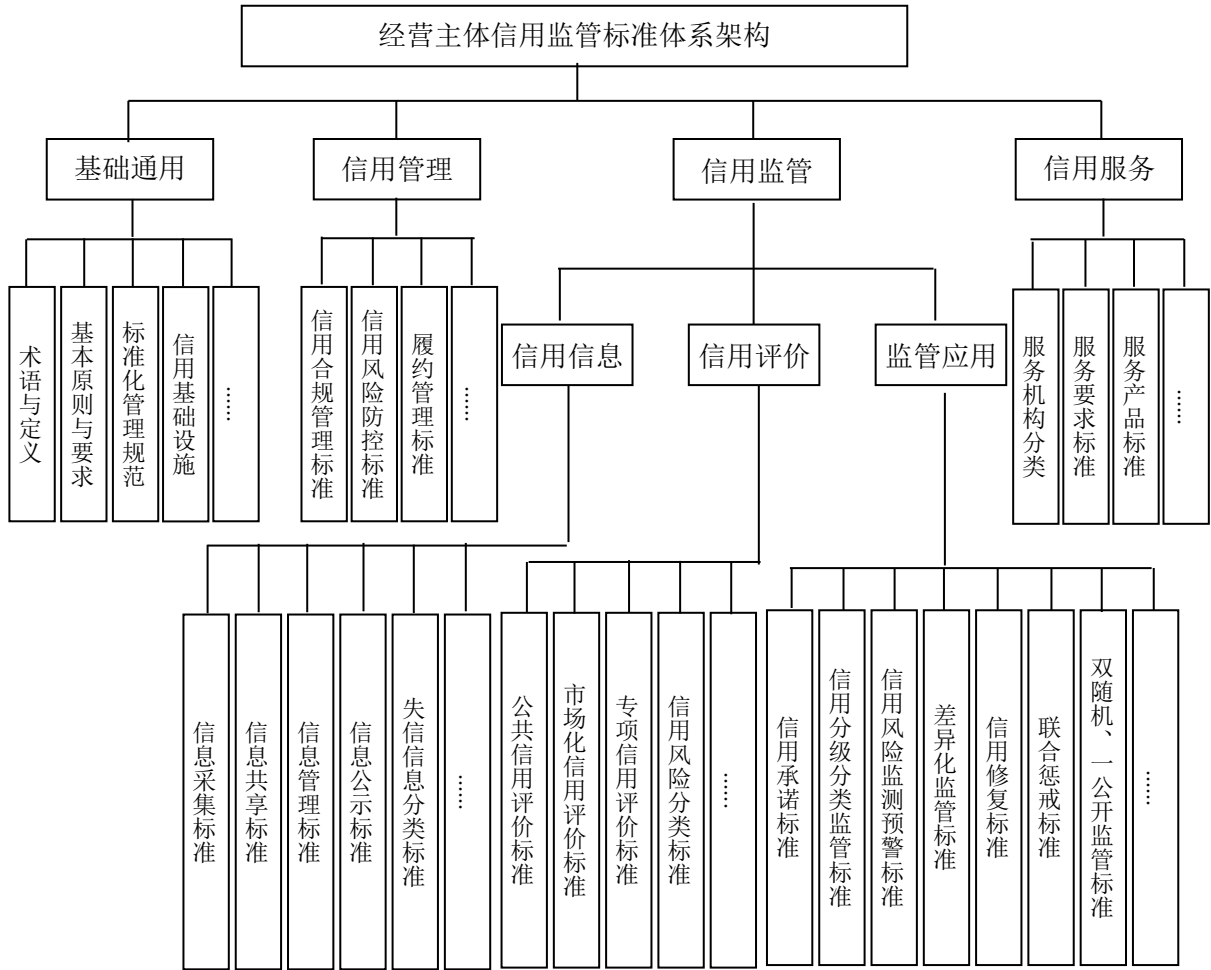 经营主体信用监管标准体系架构
基础通用
信用管理
信用监管
信用服务
术语与定义
基本原则与要求
标准化管理规范
信用基础设施
……
信用合规管理标准
信用风险防控标准
履约管理标准
……
信用信息
信用评价
监管应用
服务机构分类
服务要求标准
服务产品标准
……
信息采集标准
信息共享标准
信息管理标准
信息公示标准
失信信息分类标准
……
公共信用评价标准
市场化信用评价标准
专项信用评价标准
信用风险分类标准
……
信用承诺标准
信用分级分类监管标准
信用风险监测预警标准
差异化监管标准
信用修复标准
联合惩戒标准
双随机、一公开监管标准
……